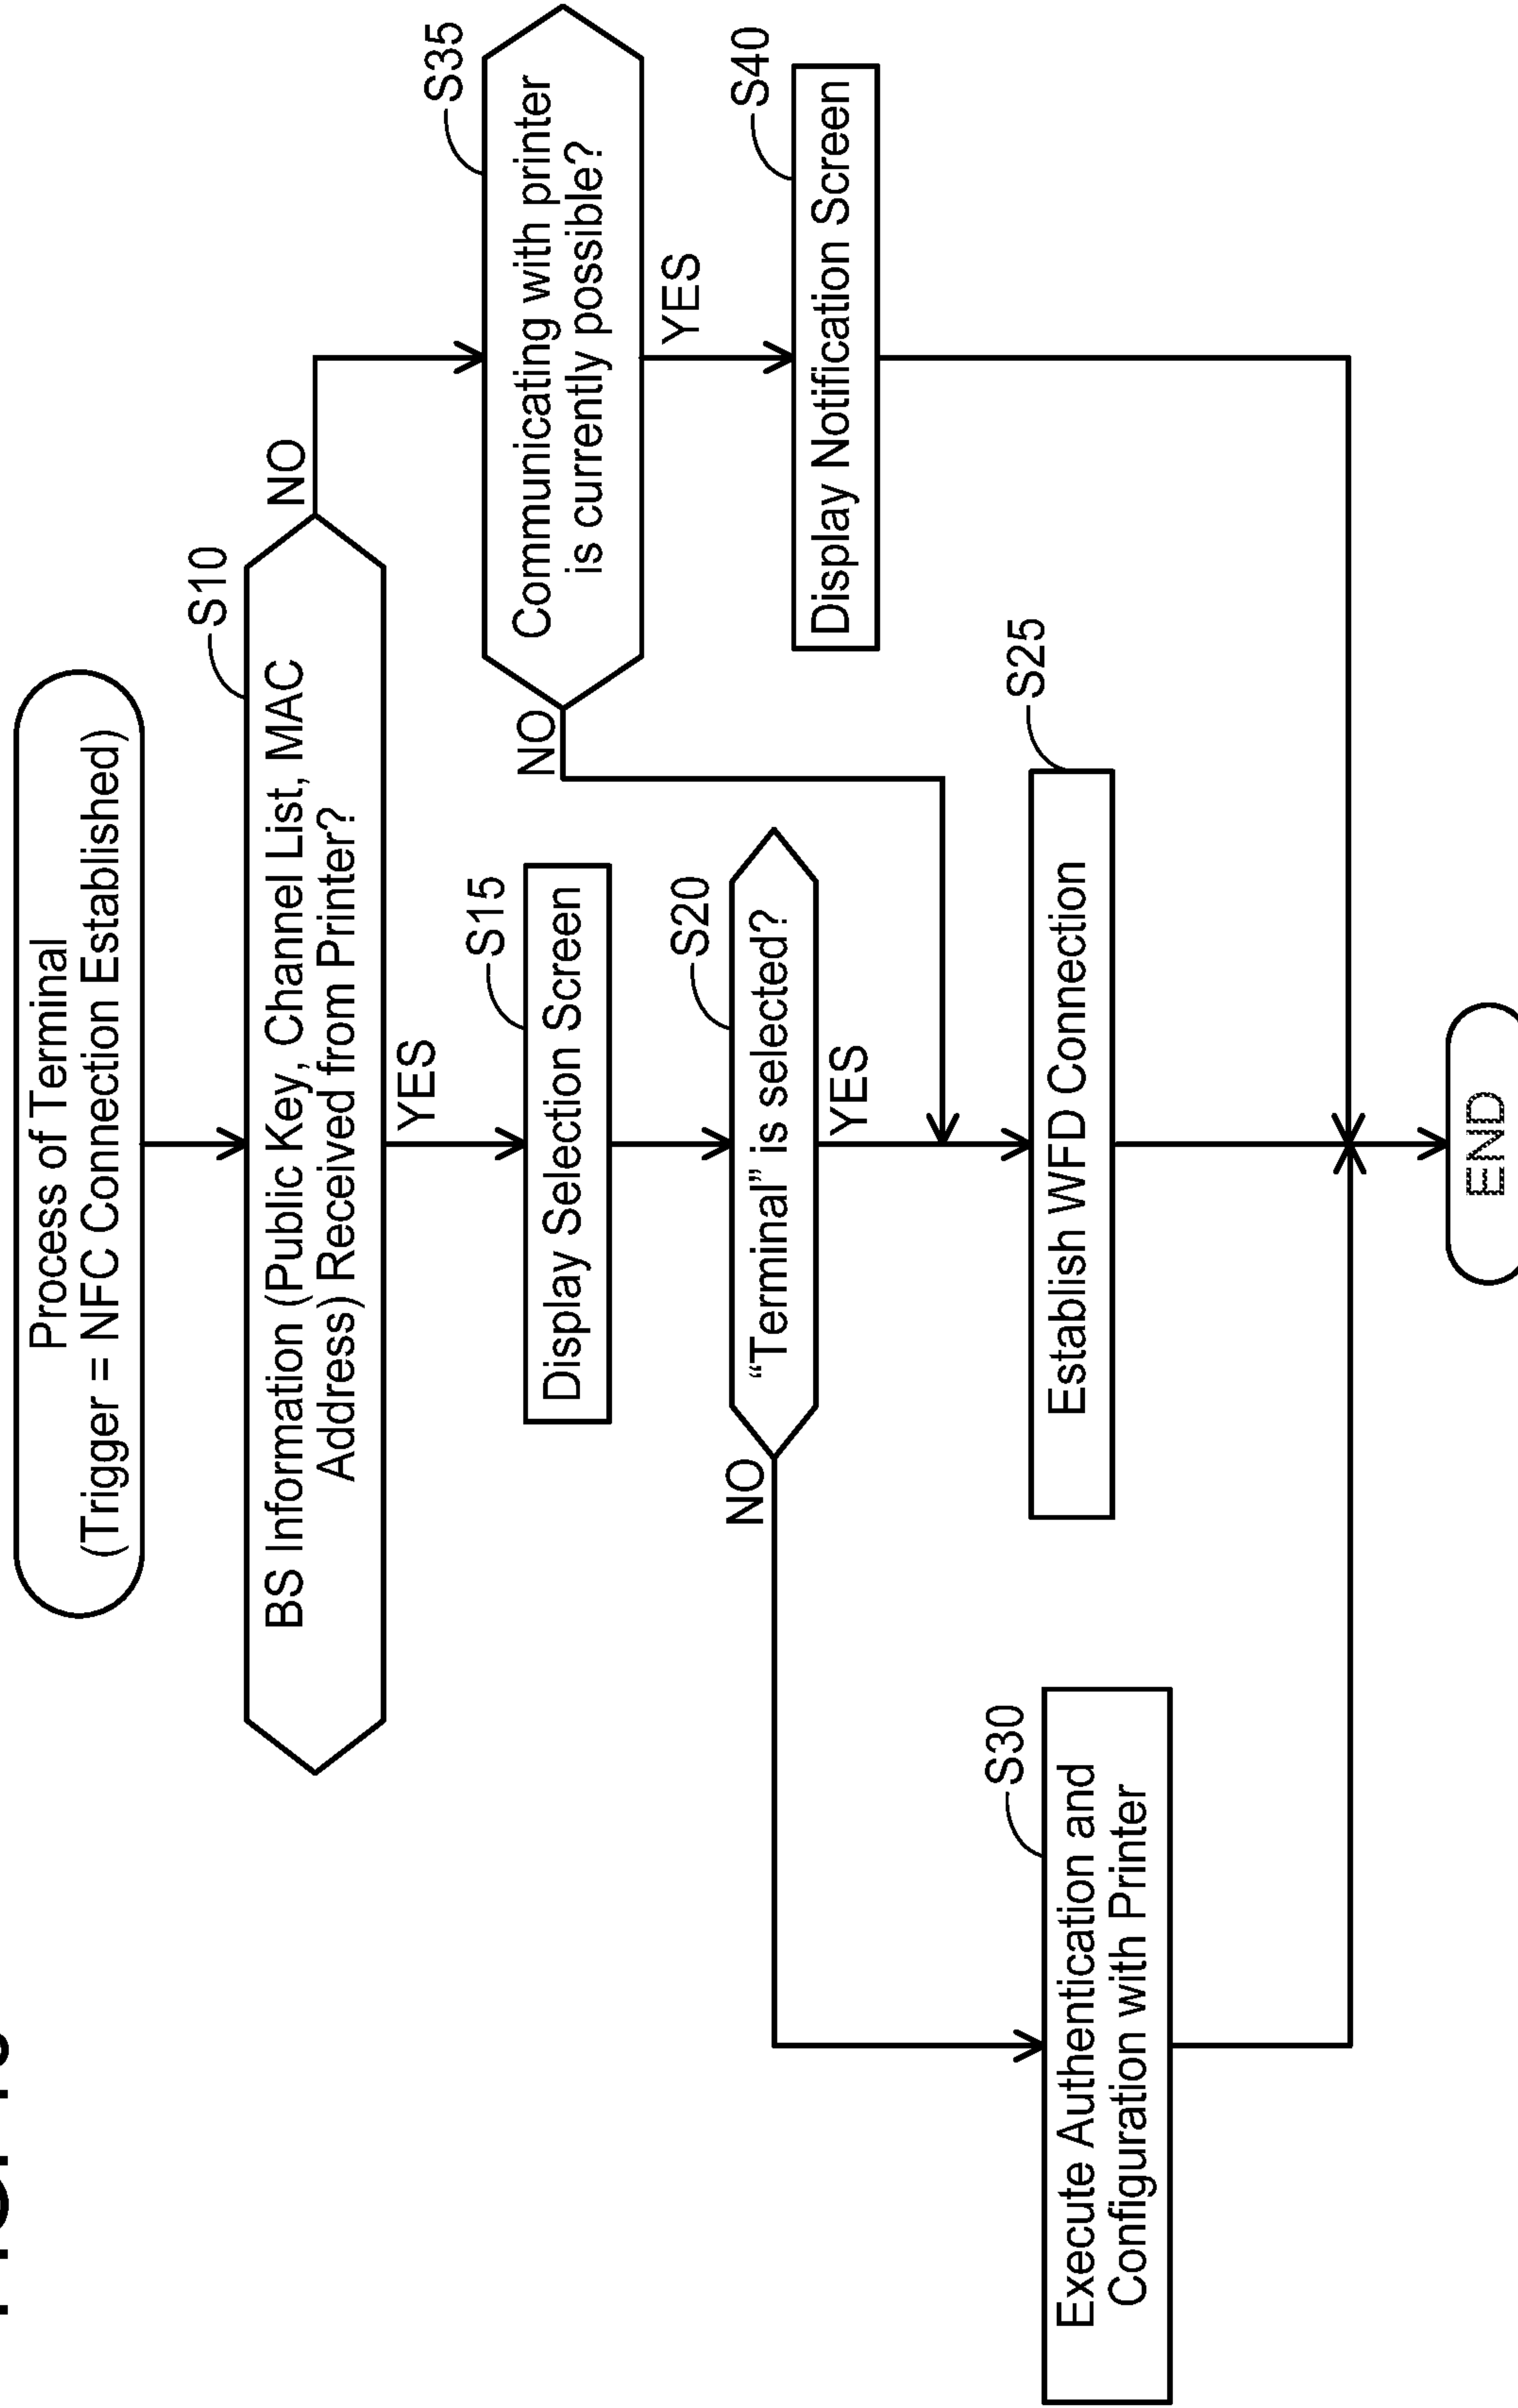 Process of Terminal
(Trigger = NFC Connection Established)
S10
BS Information (Public Key, Channel List, MAC
Address) Received from Printer?
NO
YES
S35
Communicating with printer
is currently possible?
NO
YES
S15
Display Selection Screen
S40
Display Notification Screen
S20
"Terminal" is selected?
NO
YES
S25
Establish WFD Connection
S30
Execute Authentication and
Configuration with Printer
END